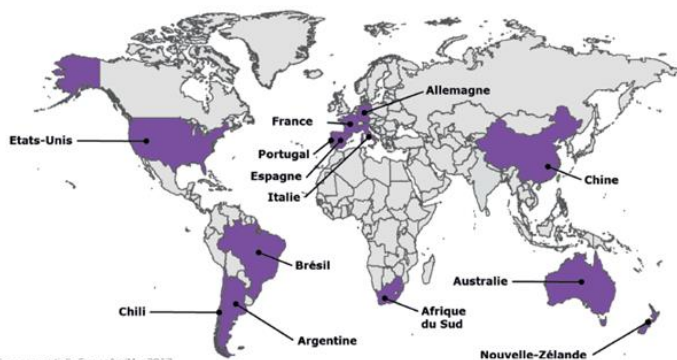 Allemagne
France
Etats-Unis
Portugal
Espagne
Italie
Chine
Brésil
Australie
Chili
Afrique
du Sud
Argentine
Nouvelle-Zélande